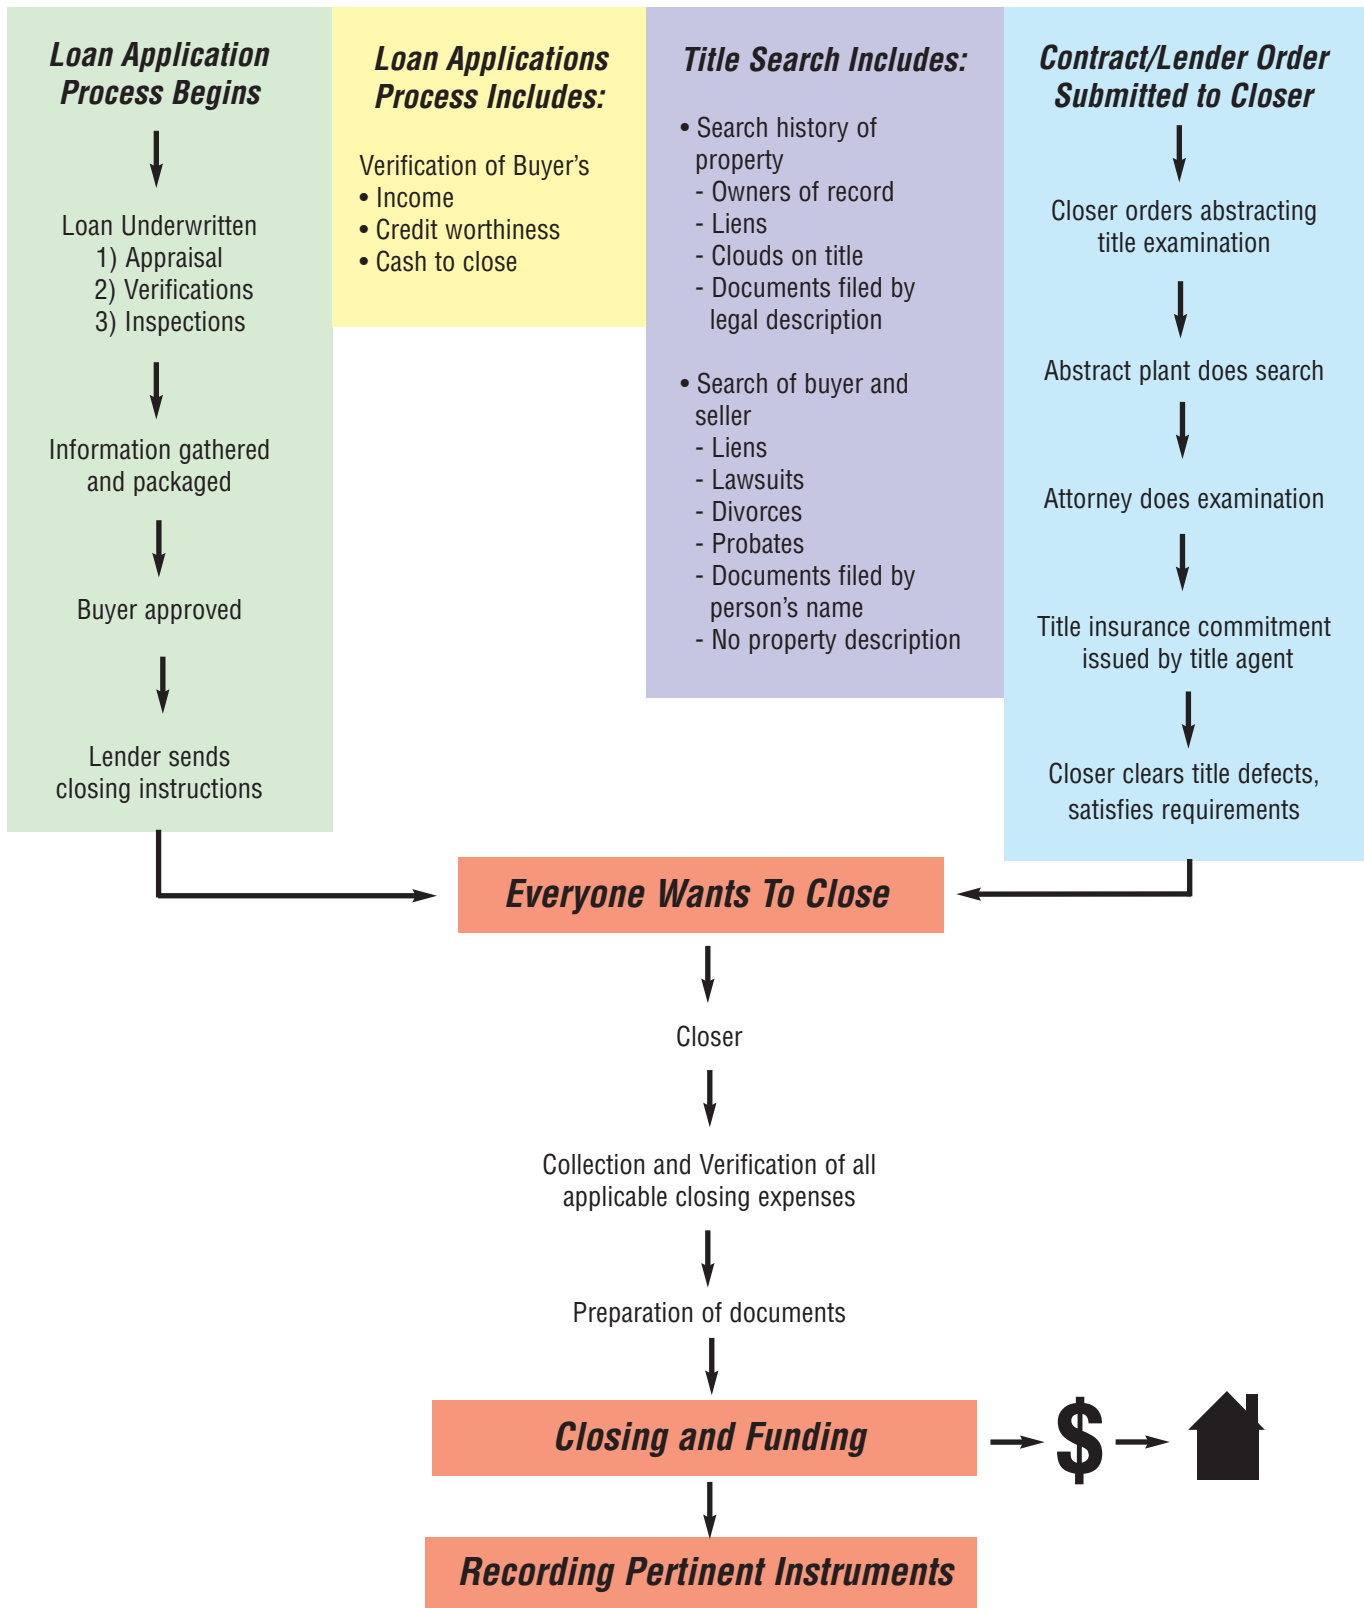 Loan Application
Process Begins
Loan Underwritten
1) Appraisal
2) Verifications
3) Inspections
Information gathered
and packaged
Buyer approved
Lender sends
closing instructions
Loan Applications
Process Includes:
Verification of Buyer’s
• Income
• Credit worthiness
• Cash to close
Title Search Includes:
• Search history of
property
- Owners of record
- Liens
- Clouds on title
- Documents filed by
legal description
• Search of buyer and
seller
- Liens
- Lawsuits
- Divorces
- Probates
- Documents filed by
person’s name
- No property description
Contract/Lender Order
Submitted to Closer
Closer orders abstracting
title examination
Abstract plant does search
Attorney does examination
Title insurance commitment
issued by title agent
Closer clears title defects,
satisfies requirements
Everyone Wants To Close
Closer
Collection and Verification of all
applicable closing expenses
Preparation of documents
Closing and Funding
$
Recording Pertinent Instruments